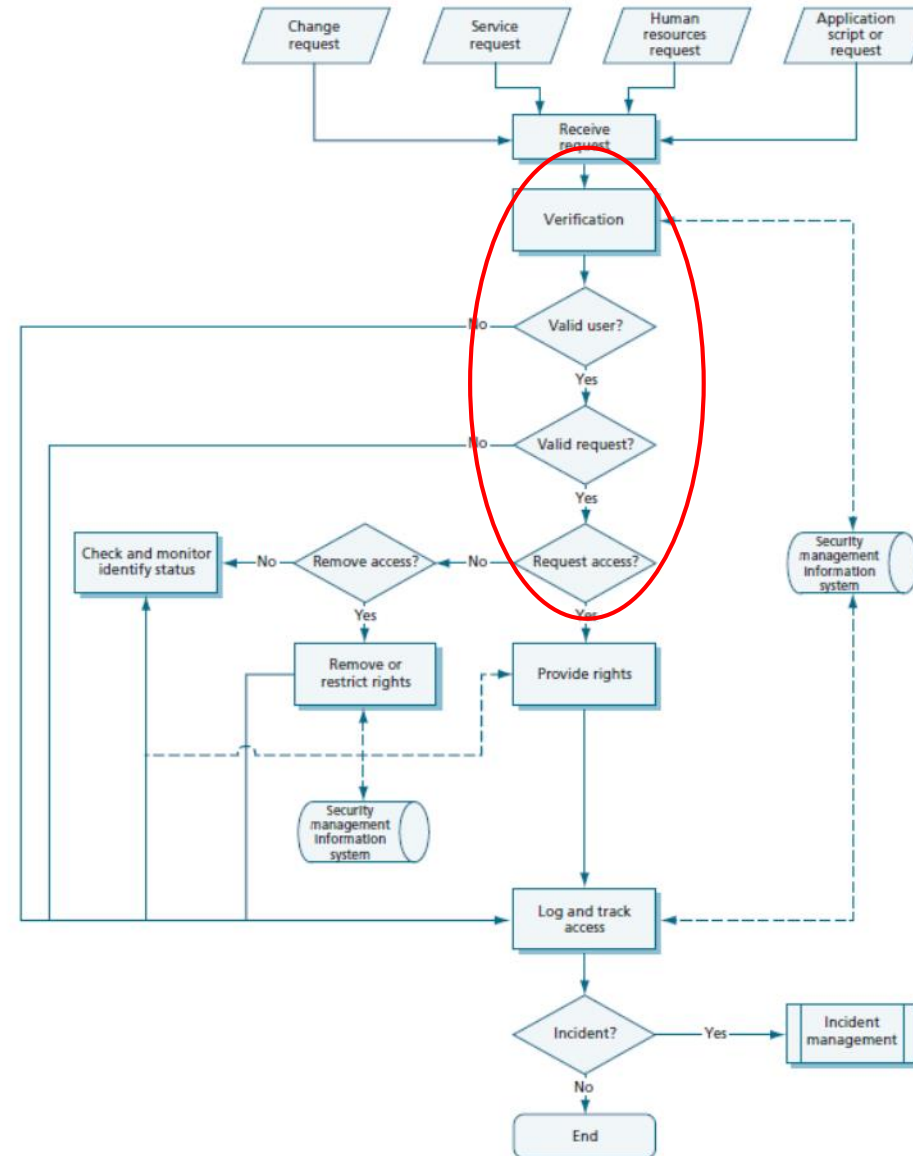 Change
request
Service
request
Human
resources
request
Application
script or
request
Receive
request
Verification
No
Valid user?
Yes
No
Valid request?
Yes
Check and monitor
identify status
No
Remove access?
No
Request access?
Security
management
information
system
Yes
Yes
Remove or
restrict rights
Provide rights
Security
management
information
system
Log and track
access
Incident?
Yes
Incident
management
No
End